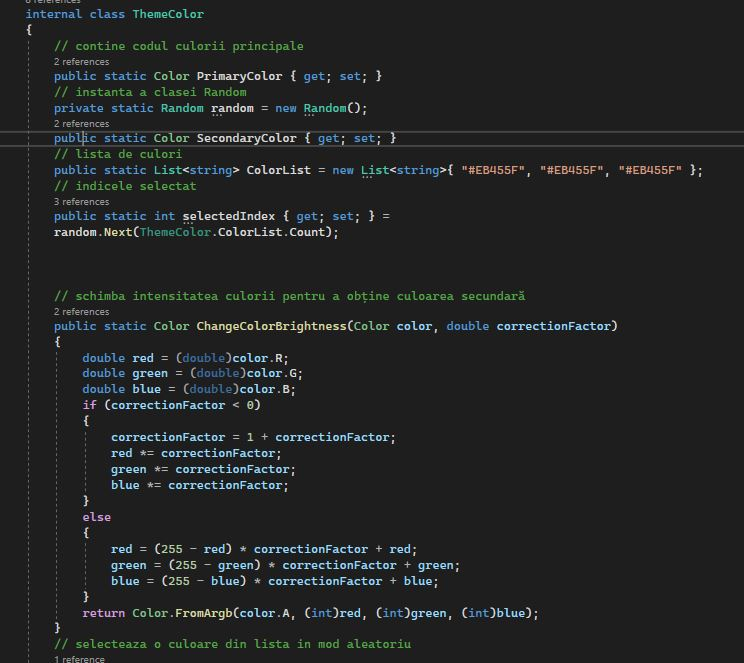 8 references
internal class ThemeColor
{
// contine codul culorii principale
2 references
public static Color PrimaryColor { get; set; }
// instanta a clasei Random
private static Random random = new Random();
2 references
public static Color SecondaryColor { get; set; }
// lista de culori
public static List<string> ColorList = new List<string>{ "#EB455F", "#EB455F", "#EB455F" };
// indicele selectat
3 references
public static int selectedIndex { get; set; } =
random.Next(ThemeColor.ColorList.Count);
// schimba intensitatea culorii pentru a obține culoarea secundară
2 references
public static Color ChangeColorBrightness(Color color, double correctionFactor)
{
double red = (double)color.R;
double green = (double)color.G;
double blue = (double)color.B;
if (correctionFactor < 0)
{
correctionFactor = 1 + correctionFactor;
red *= correctionFactor;
green *= correctionFactor;
blue *= correctionFactor;
}
else
{
red = (255 - red) * correctionFactor + red;
green = (255 - green) * correctionFactor + green;
blue = (255 - blue) * correctionFactor + blue;
}
return Color.FromArgb(color.A, (int)red, (int)green, (int)blue);
}
// selecteaza o culoare din lista in mod aleatoriu
1 reference